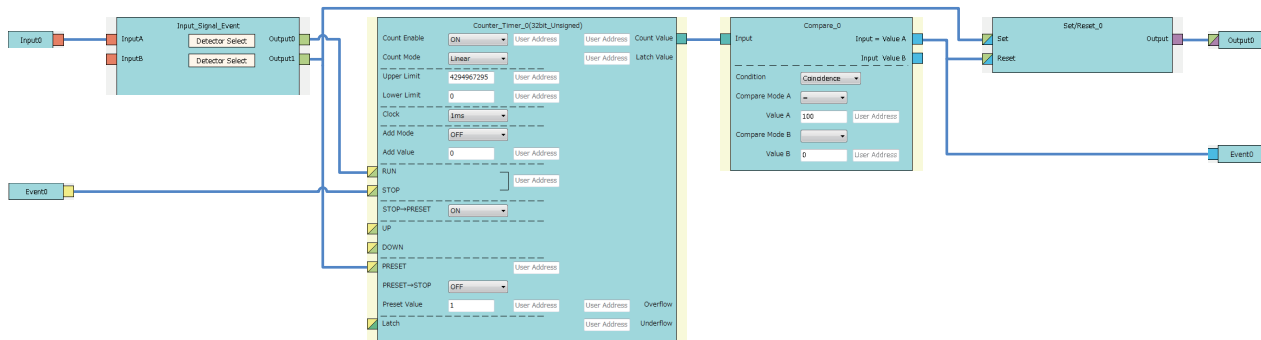 Input_Signal_Event
Input0
InputA
Detector Select
Output0
InputB
Detector Select
Output1
Event0
Counter_Timer_0(32bit_Unsigned)
Count Enable
ON
User Address
User Address
Count Value
Count Mode
Linear
User Address
Latch Value
Upper Limit
4294967295
User Address
Lower Limit
0
User Address
Clock
1ms
Add Mode
OFF
Add Value
0
User Address
RUN
User Address
STOP
STOP→PRESET
ON
UP
DOWN
PRESET
User Address
PRESET→STOP
OFF
Preset Value
1
User Address
User Address
Overflow
Latch
User Address
Underflow
Compare_0
Input
Input = Value A
Input Value B
Condition
Coincidence
Compare Mode A
=
Value A
100
User Address
Compare Mode B
Value B
0
User Address
Set/Reset_0
Set
Output
Reset
Output0
Event0